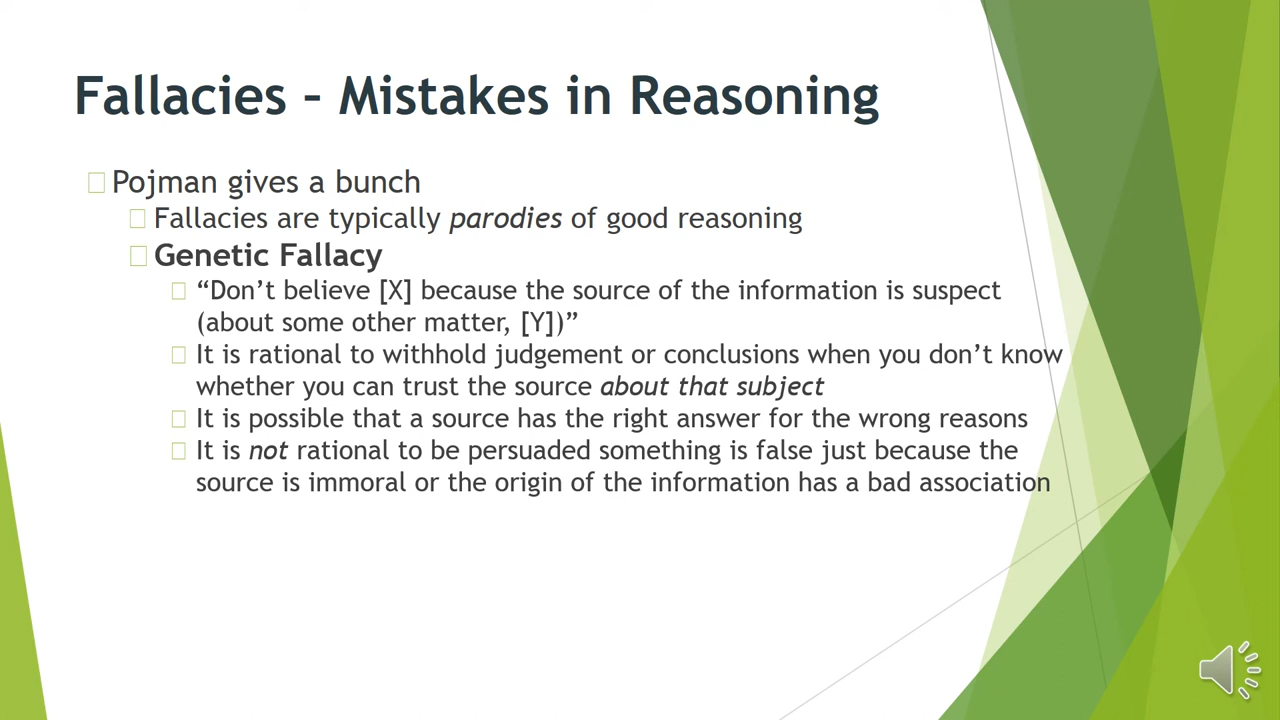 Fallacies – Mistakes in Reasoning
Pojman gives a bunch
Fallacies are typically parodies of good reasoning
Genetic Fallacy
“Don’t believe [X] because the source of the information is suspect
(about some other matter, [Y])”
It is rational to withhold judgement or conclusions when you don’t know
whether you can trust the source about that subject
It is possible that a source has the right answer for the wrong reasons
It is not rational to be persuaded something is false just because the
source is immoral or the origin of the information has a bad association